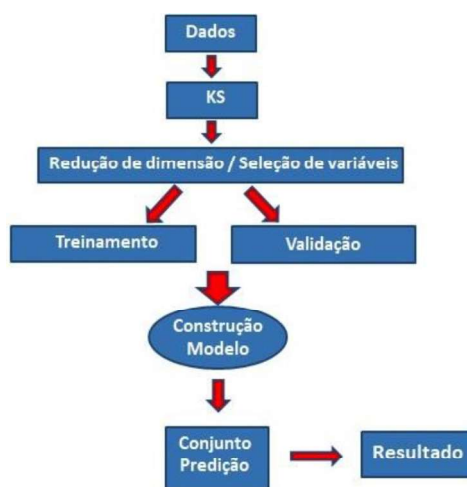 Dados
KS
Redução de dimensão / Seleção de variáveis
Treinamento
Validação
Construção
Modelo
Conjunto
Predição
Resultado